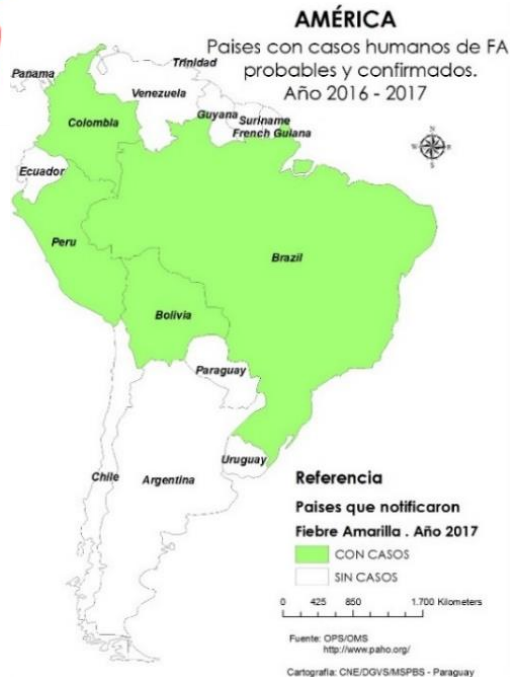 AMÉRICA
Paises con casos humanos de FA
probables y confirmados.
Año 2016 - 2017
Panama
Trinidad
Venezuela
Guyana
Suriname
French Guiana
Colombia
Ecuador
Peru
Brazil
Bolivia
Paraguay
Uruguay
Chile
Argentina
N
W
E
S
Referencia
Paises que notificaron
Fiebre Amarilla . Año 2017
CON CASOS
SIN CASOS
0 425 850 1.700 Kilometers
Fuente: OPS/OMS
http://www.paho.org/
Cartografía: CNE/DGVS/MSPBS - Paraguay